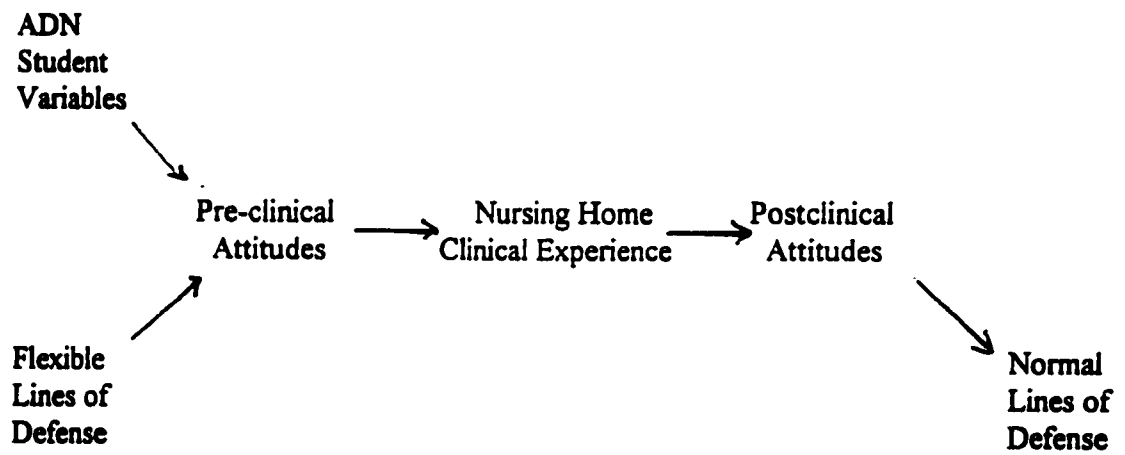 ADN
Student
Variables
Pre-clinical
Attitudes
Nursing Home
Clinical Experience
Postclinical
Attitudes
Flexible
Lines of
Defense
Normal
Lines of
Defense